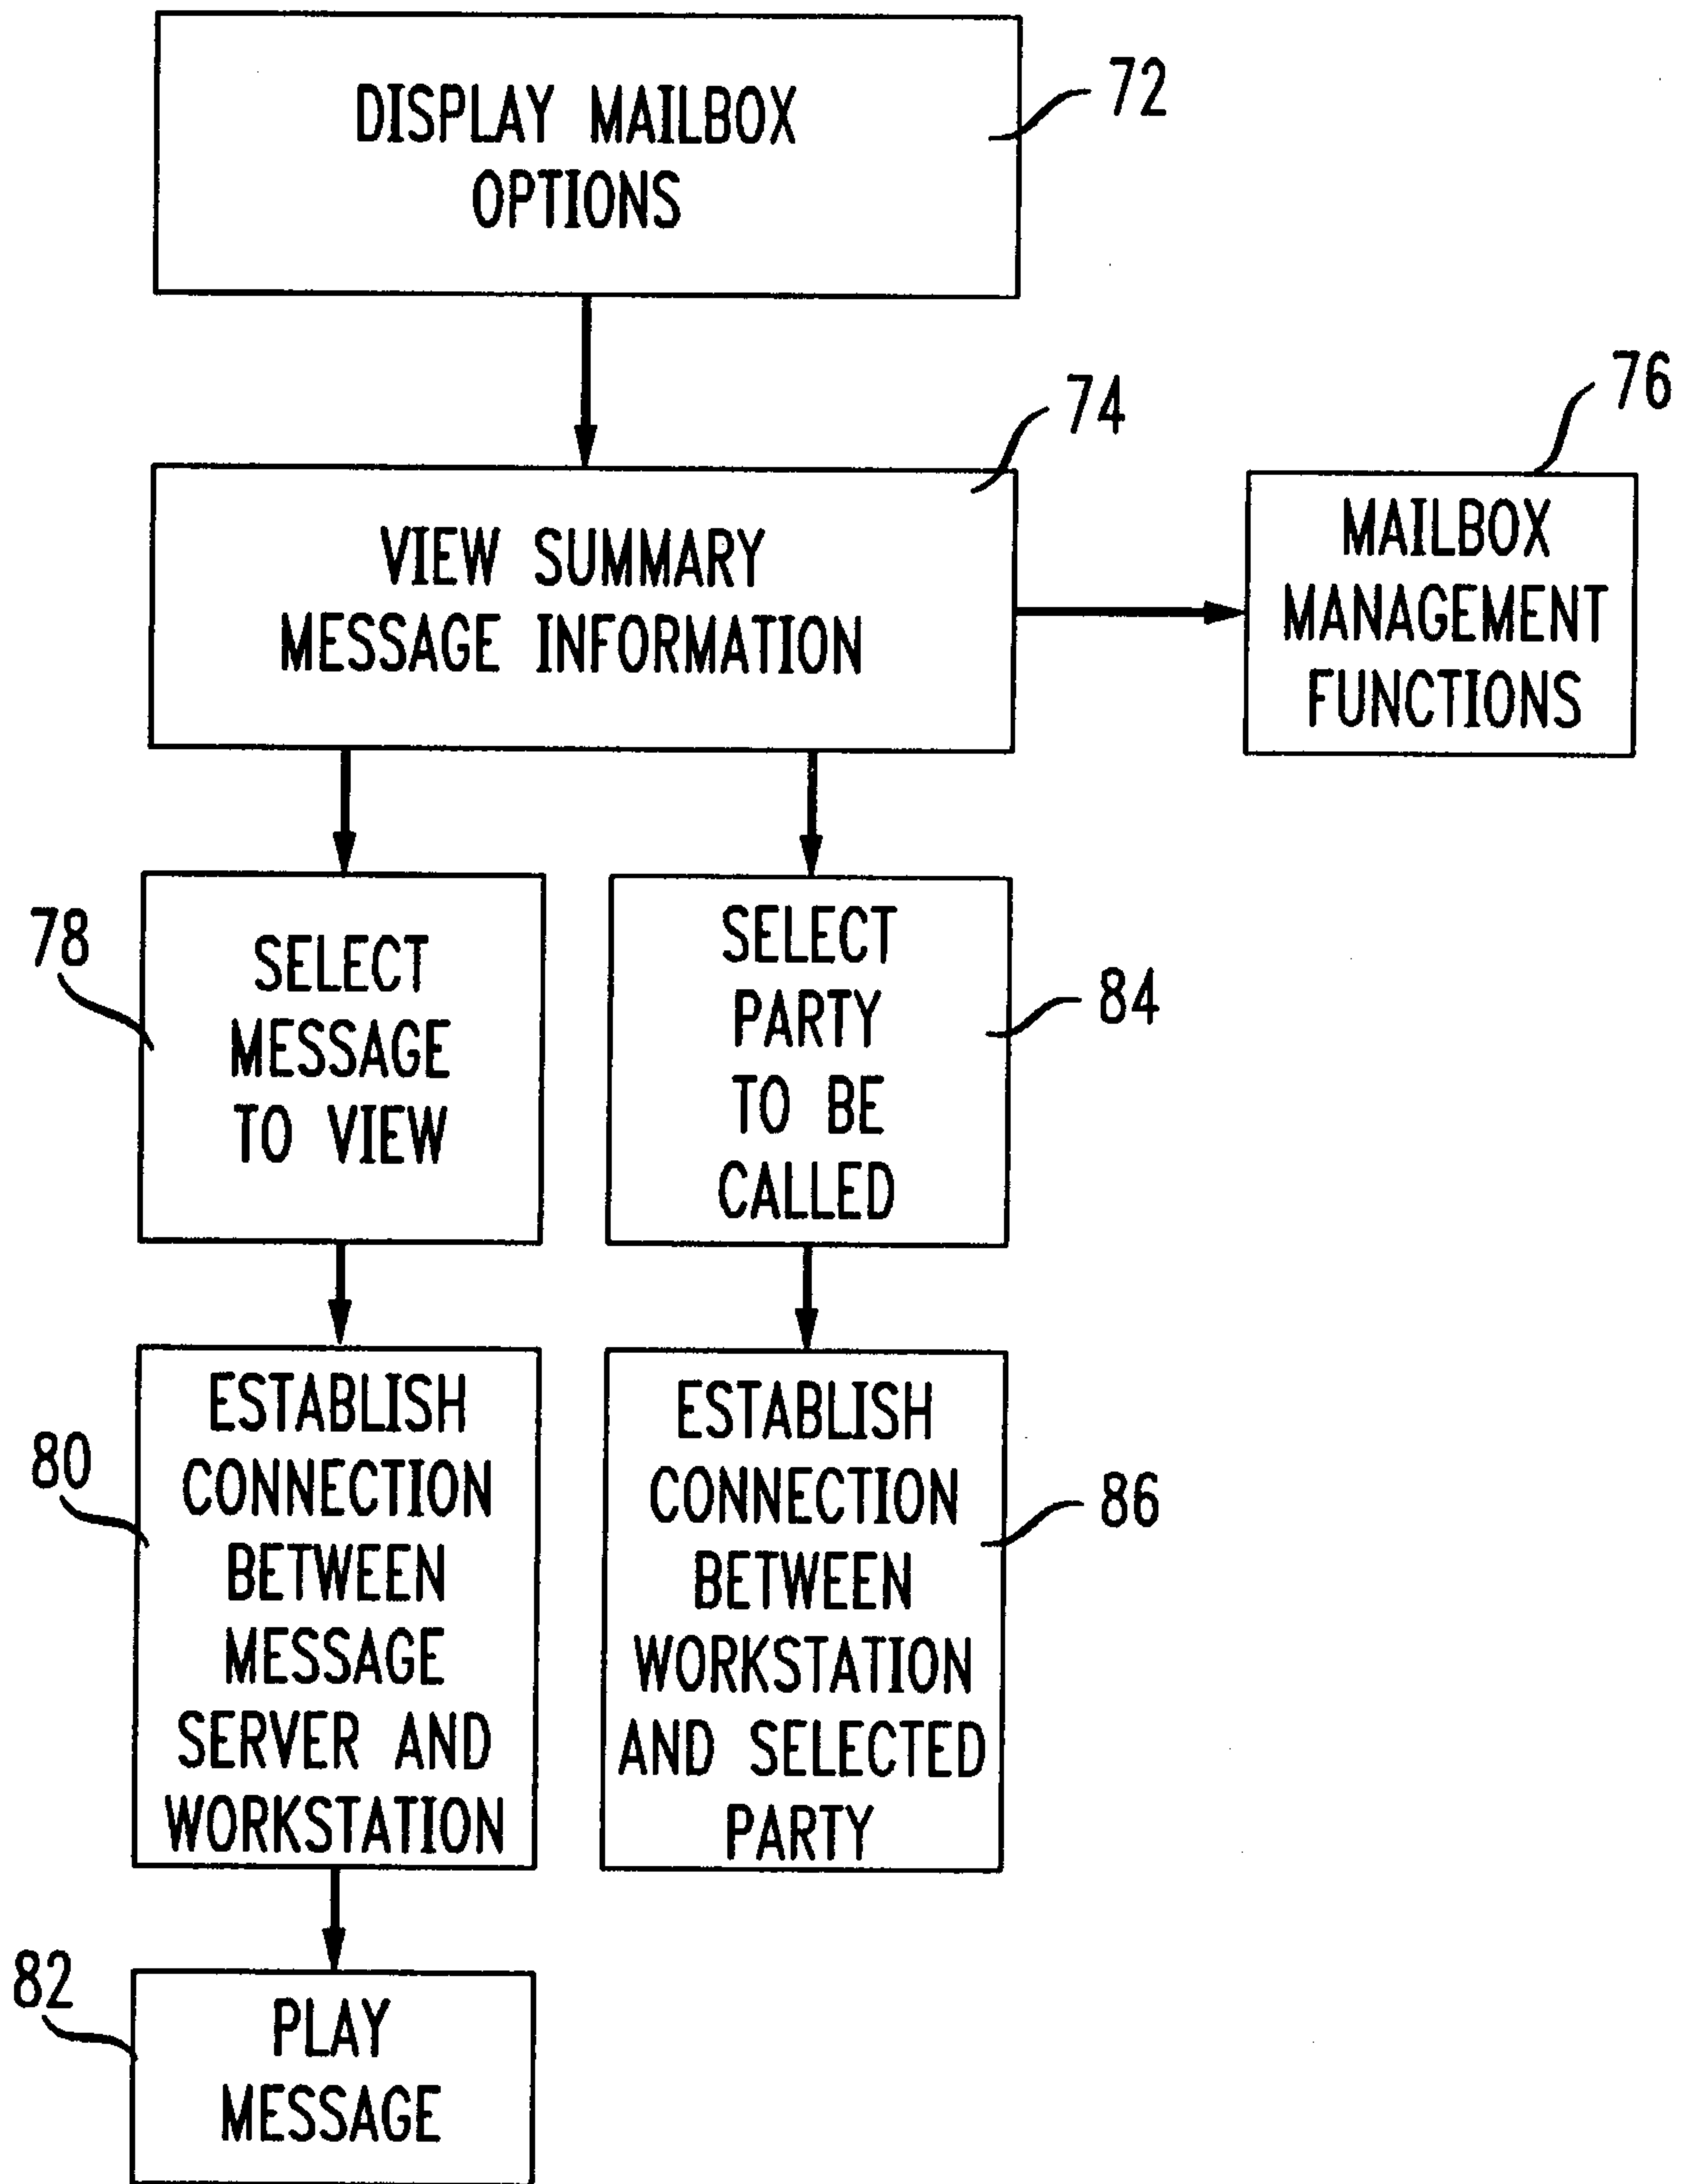 DISPLAY MAILBOX
OPTIONS
72
74
VIEW SUMMARY
MESSAGE INFORMATION
76
MAILBOX
MANAGEMENT
FUNCTIONS
78
SELECT
MESSAGE
TO VIEW
SELECT
PARTY
TO BE
CALLED
84
80
ESTABLISH
CONNECTION
BETWEEN
MESSAGE
SERVER AND
WORKSTATION
ESTABLISH
CONNECTION
BETWEEN
WORKSTATION
AND SELECTED
PARTY
86
82
PLAY
MESSAGE